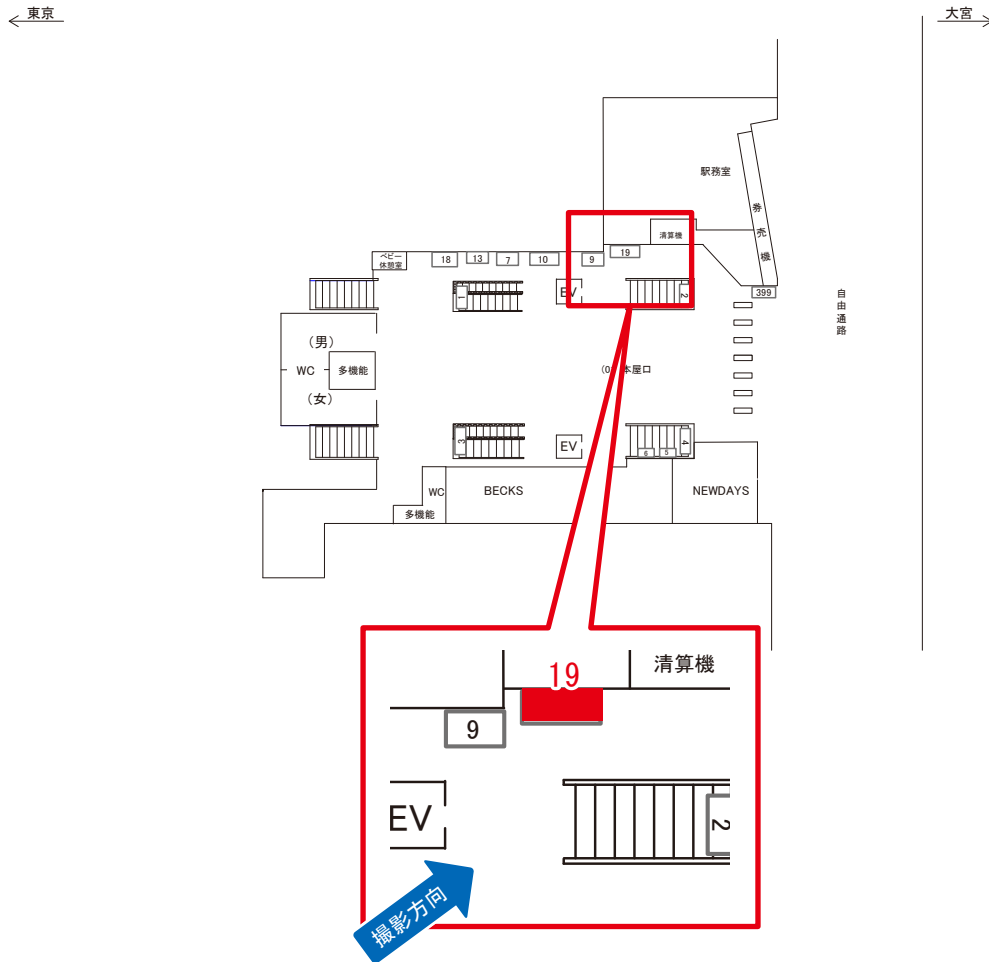 東京
大宮
駅務室
券売機
清算機
ベビー
休憩室
18
13
7
10
9
19
399
自由通路
1
EV
2
(男)
WC
多機能
(女)
(0
本屋口
3
EV
4
6
5
WC
BECKS
NEWDAYS
多機能
19
清算機
9
EV
2
撮影方向